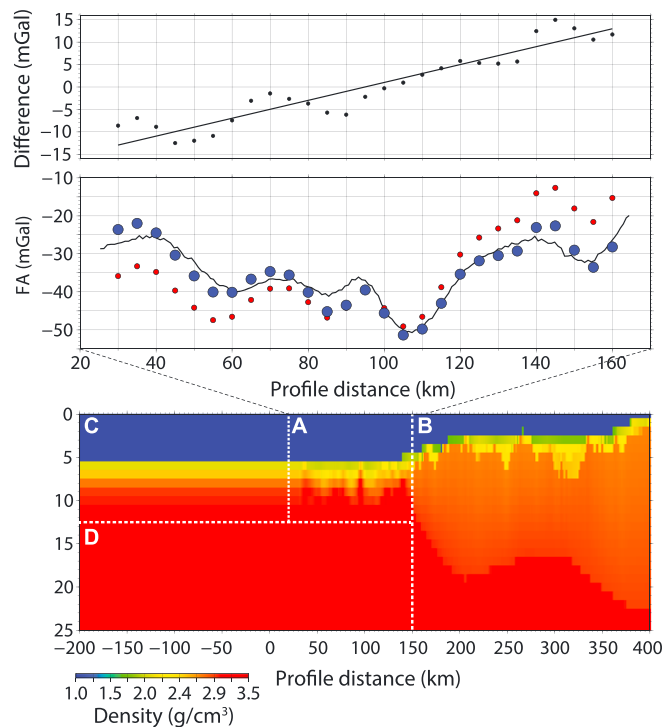 15
10
5
0
−5
−10
−15
Difference (mGal)
−10
−20
−30
−40
−50
FA (mGal)
20 40 60 80 100 120 140 160
Profile distance (km)
0
5
10
15
20
25
C A B
D
−200 −150 −100 −50 0 50 100 150 200 250 300 350 400
Profile distance (km)
1.0 1.5 2.0 2.4 2.9 3.5
Density (g/cm³)